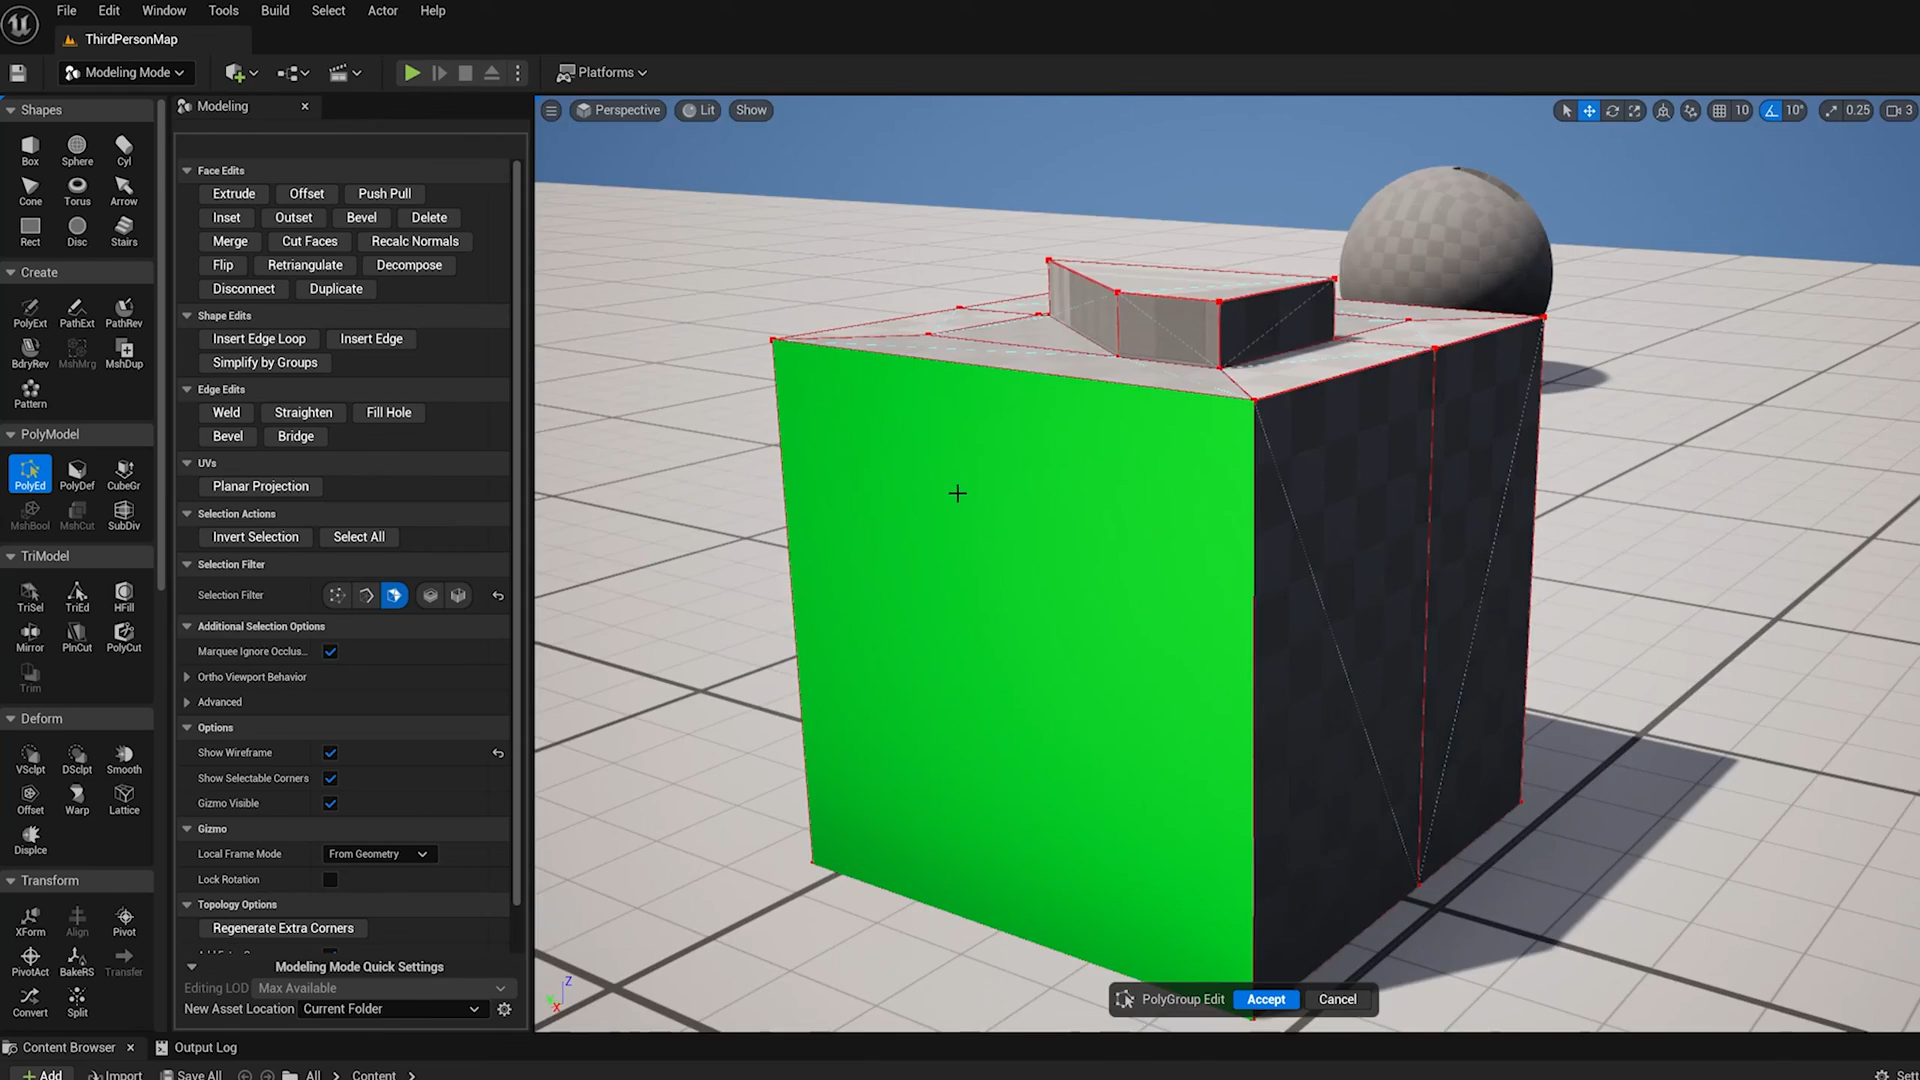 File Edit Window Tools Build Select Actor Help
ThirdPersonMap
Modeling Mode
Platforms
Shapes
Box Sphere Cyl
Cone Torus Arrow
Rect Disc Stairs
Create
PolyExt PathExt PathRev
BdryRev MshMrg MshDup
Pattern
PolyModel
PolyEd PolyDef CubeGr
MshBool MshCut SubDiv
TriModel
TriSel TriEd HFill
Mirror PlnCut PolyCut
Trim
Deform
VSclpt DSclpt Smooth
Offset Warp Lattice
Displce
Transform
XForm Align Pivot
PivotAct BakeRS Transfer
Convert Split
Modeling
Face Edits
Extrude Offset Push Pull
Inset Outset Bevel Delete
Merge Cut Faces Recalc Normals
Flip Retriangulate Decompose
Disconnect Duplicate
Shape Edits
Insert Edge Loop Insert Edge
Simplify by Groups
Edge Edits
Weld Straighten Fill Hole
Bevel Bridge
UVs
Planar Projection
Selection Actions
Invert Selection Select All
Selection Filter
Selection Filter
Additional Selection Options
Marquee Ignore Occlus...
Ortho Viewport Behavior
Advanced
Options
Show Wireframe
Show Selectable Corners
Gizmo Visible
Gizmo
Local Frame Mode From Geometry
Lock Rotation
Topology Options
Regenerate Extra Corners
Modeling Mode Quick Settings
Editing LOD Max Available
New Asset Location Current Folder
Perspective Lit Show
10 10° 0.25 3
Z
X
PolyGroup Edit Accept Cancel
Content Browser Output Log
Add Import Save All All Content